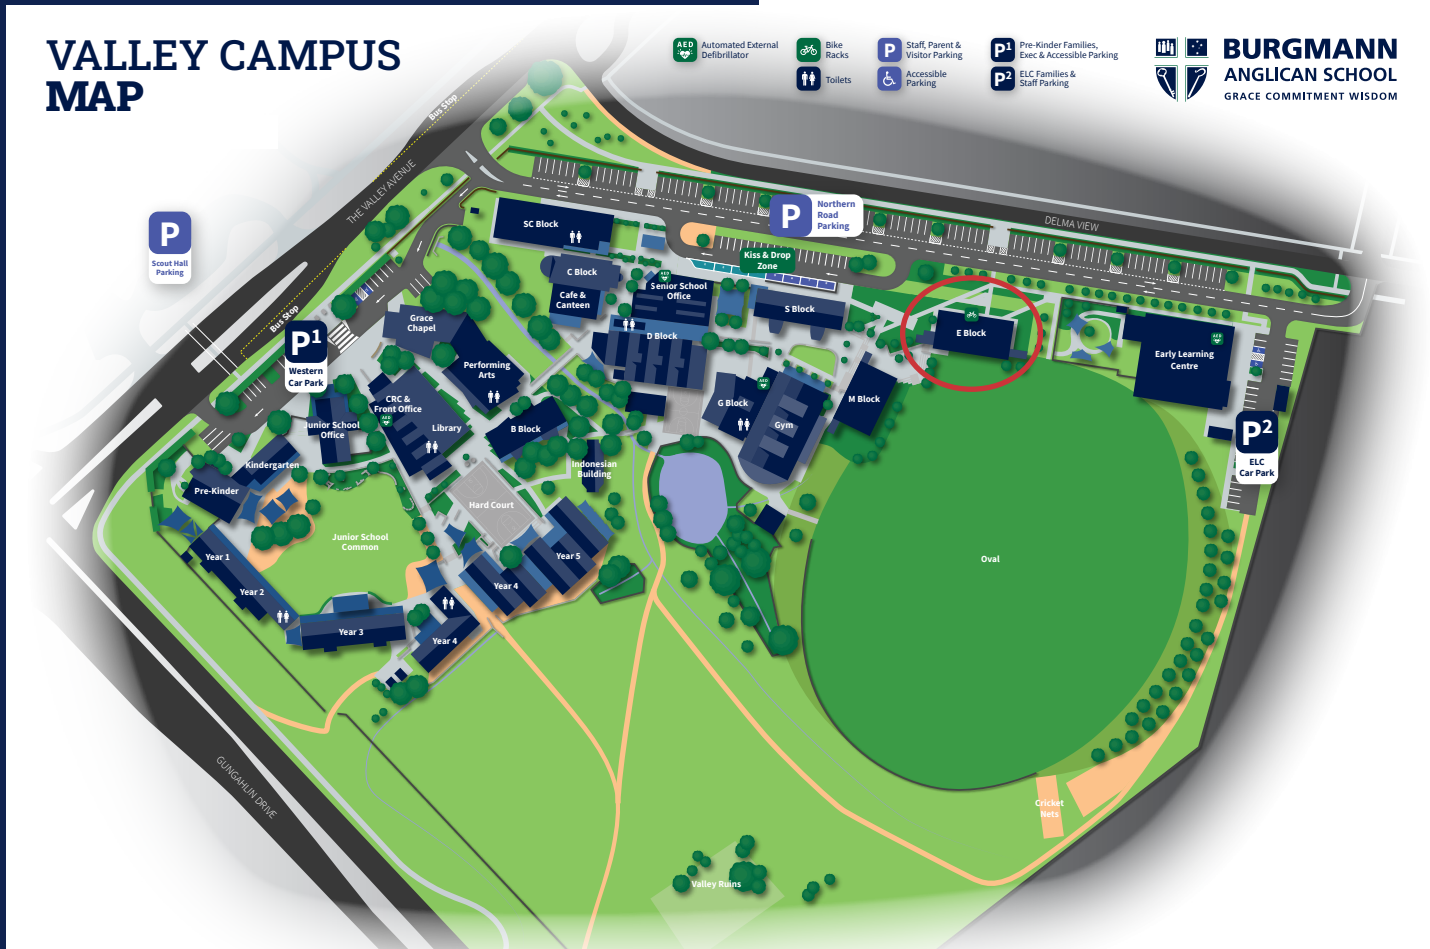 VALLEY CAMPUS
MAP
AED
Automated External
Defibrillator
Bike
Racks
Toilets
P
Staff, Parent &
Visitor Parking
Accessible
Parking
P1
Pre-Kinder Families,
Exec & Accessible Parking
P2
ELC Families &
Staff Parking
BURGMANN
ANGLICAN SCHOOL
GRACE COMMITMENT WISDOM
Bus Stop
THE VALLEY AVENUE
P
Scout Hall
Parking
P
Northern
Road
Parking
DELMA VIEW
SC Block
Kiss & Drop
Zone
C Block
AED
Senior School
Office
Cafe &
Canteen
S Block
Bus Stop
Grace
Chapel
D Block
E Block
AED
Early Learning
Centre
P1
Western
Car Park
Performing
Arts
AED
CRC &
Front Office
G Block
M Block
AED
Library
Junior School
Office
B Block
Gym
P2
ELC
Car Park
Kindergarten
Indonesian
Building
Pre-Kinder
Hard Court
Junior School
Common
Year 1
Year 5
Oval
Year 2
Year 4
Year 3
Year 4
GUNGAHLIN DRIVE
Cricket
Nets
Valley Ruins